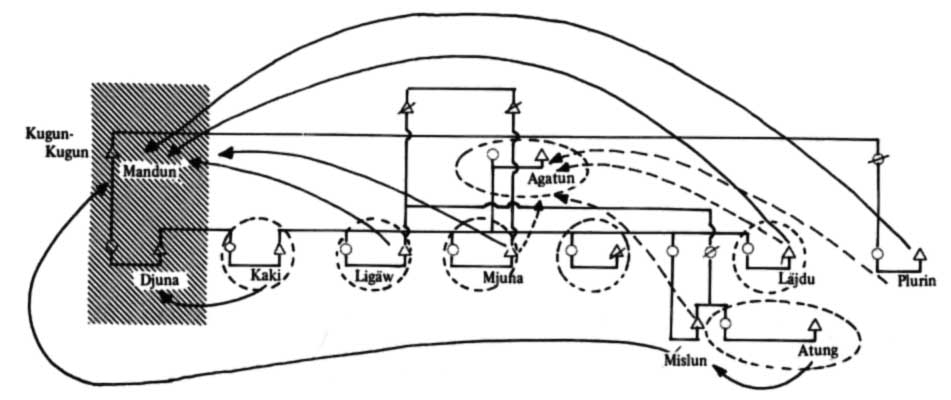 Kugun-
Kugun
Mandun
Agatun
Djuna
Kaki
Ligäw
Mjuna
Läjdu
Plurin
Mislun
Atung